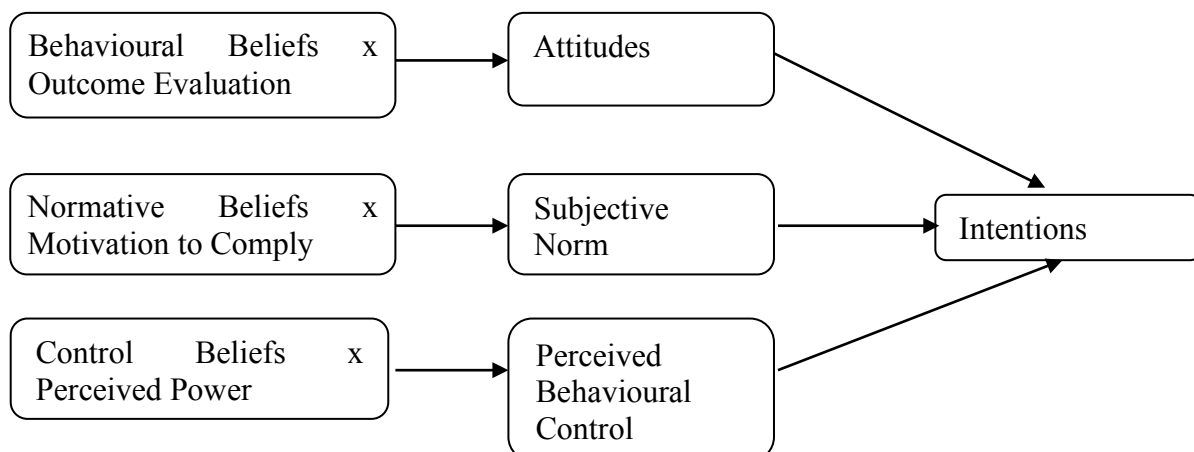 Behavioural Beliefs x
Outcome Evaluation
Attitudes
Normative Beliefs x
Motivation to Comply
Subjective
Norm
Intentions
Control Beliefs x
Perceived Power
Perceived
Behavioural
Control